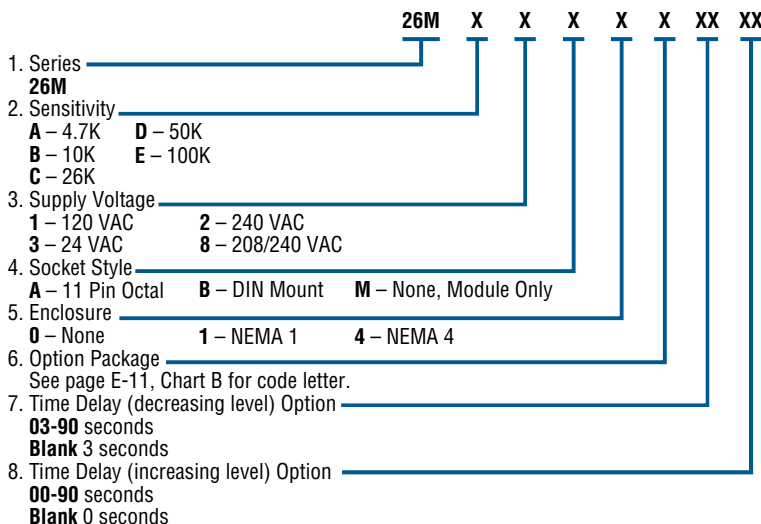 26M X X X X X XX XX
1. Series
26M
2. Sensitivity
A – 4.7K D – 50K
B – 10K E – 100K
C – 26K
3. Supply Voltage
1 – 120 VAC 2 – 240 VAC
3 – 24 VAC 8 – 208/240 VAC
4. Socket Style
A – 11 Pin Octal B – DIN Mount M – None, Module Only
5. Enclosure
0 – None 1 – NEMA 1 4 – NEMA 4
6. Option Package
See page E-11, Chart B for code letter.
7. Time Delay (decreasing level) Option
03-90 seconds
Blank 3 seconds
8. Time Delay (increasing level) Option
00-90 seconds
Blank 0 seconds